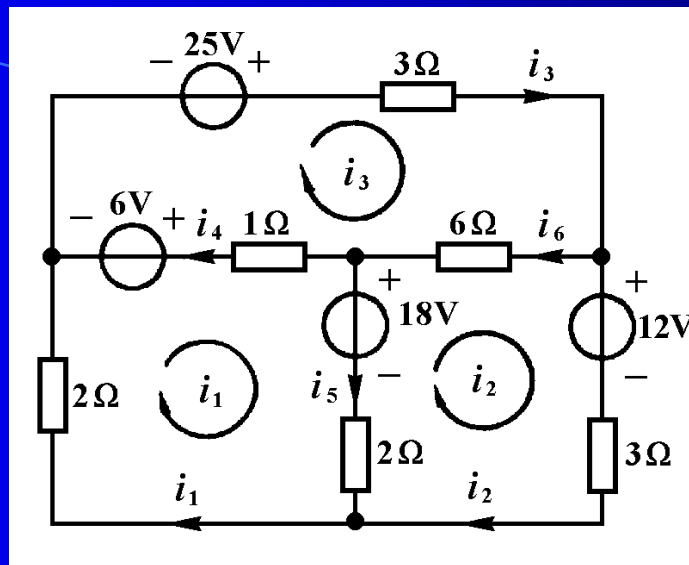 - 25V +
3Ω
i₃
i₃
- 6V +
i₄
1Ω
6Ω
i₆
+
18V
-
+
12V
-
2Ω
i₁
i₅
i₂
2Ω
3Ω
i₁
i₂